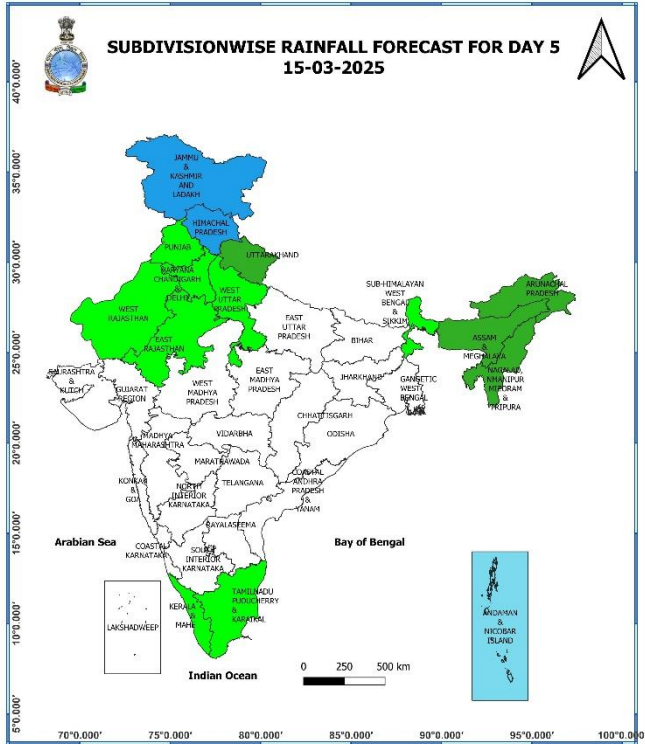 SUBDIVISIONWISE RAINFALL FORECAST FOR DAY 5
15-03-2025
40°0.000'
35°0.000'
30°0.000'
25°0.000'
20°0.000'
15°0.000'
10°0.000'
5°0.000'
JAMMU
&
KASHMIR
AND
LADAKH
HIMACHAL
PRADESH
PUNJAB
UTTARAKHAND
HARYANA
CHANDIGARH
&
DELHI
WEST
UTTAR
PRADESH
WEST
RAJASTHAN
EAST
RAJASTHAN
EAST
UTTAR
PRADESH
SUB-HIMALAYAN
WEST
BENGAL
&
SIKKIM
ARUNACHAL
PRADESH
ASSAM
&
MEGHALAYA
NAGALAND
MANIPUR
MIZORAM
&
TRIPURA
BIHAR
SAURASHTRA
&
KUTCH
GUJARAT
REGION
WEST
MADHYA
PRADESH
EAST
MADHYA
PRADESH
JHARKHAND
GANGETIC
WEST
BENGAL
CHHATTISGARH
ODISHA
MADHYA
MAHARASHTRA
VIDARBHA
MARATHWADA
TELANGANA
KONKAN
&
GOA
NORTH
INTERIOR
KARNATAKA
COASTAL
ANDHRA
PRADESH
&
YANAM
RAYALASEEMA
COASTAL
KARNATAKA
SOUTH
INTERIOR
KARNATAKA
Arabian Sea
Bay of Bengal
TAMILNADU
PUDUCHERRY
&
KARAIKAL
KERALA
&
MAHE
LAKSHADWEEP
ANDAMAN
&
NICOBAR
ISLAND
Indian Ocean
0 250 500 km
70°0.000' 75°0.000' 80°0.000' 85°0.000' 90°0.000' 95°0.000' 100°0.000'